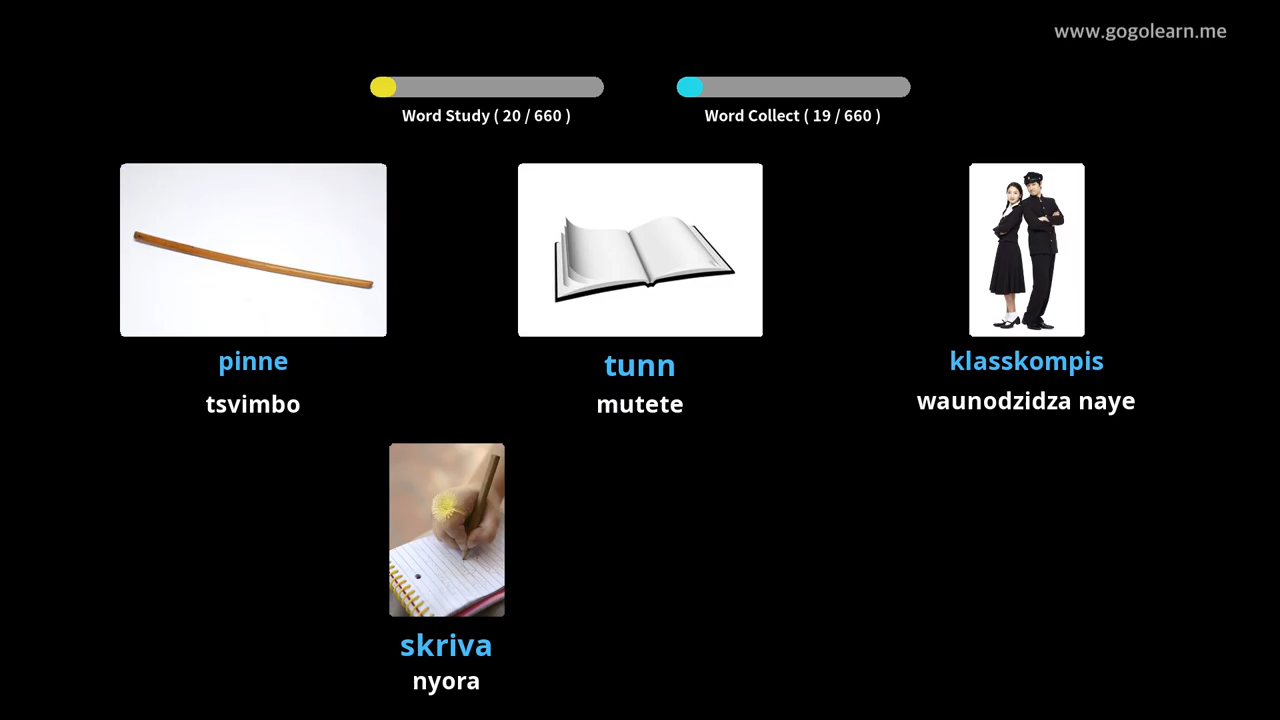 www.gogolearn.me
Word Study ( 20 / 660 )
Word Collect ( 19 / 660 )
pinne
tunn
klasskompis
tsvimbo
mutete
waunodzidza naye
skriva
nyora